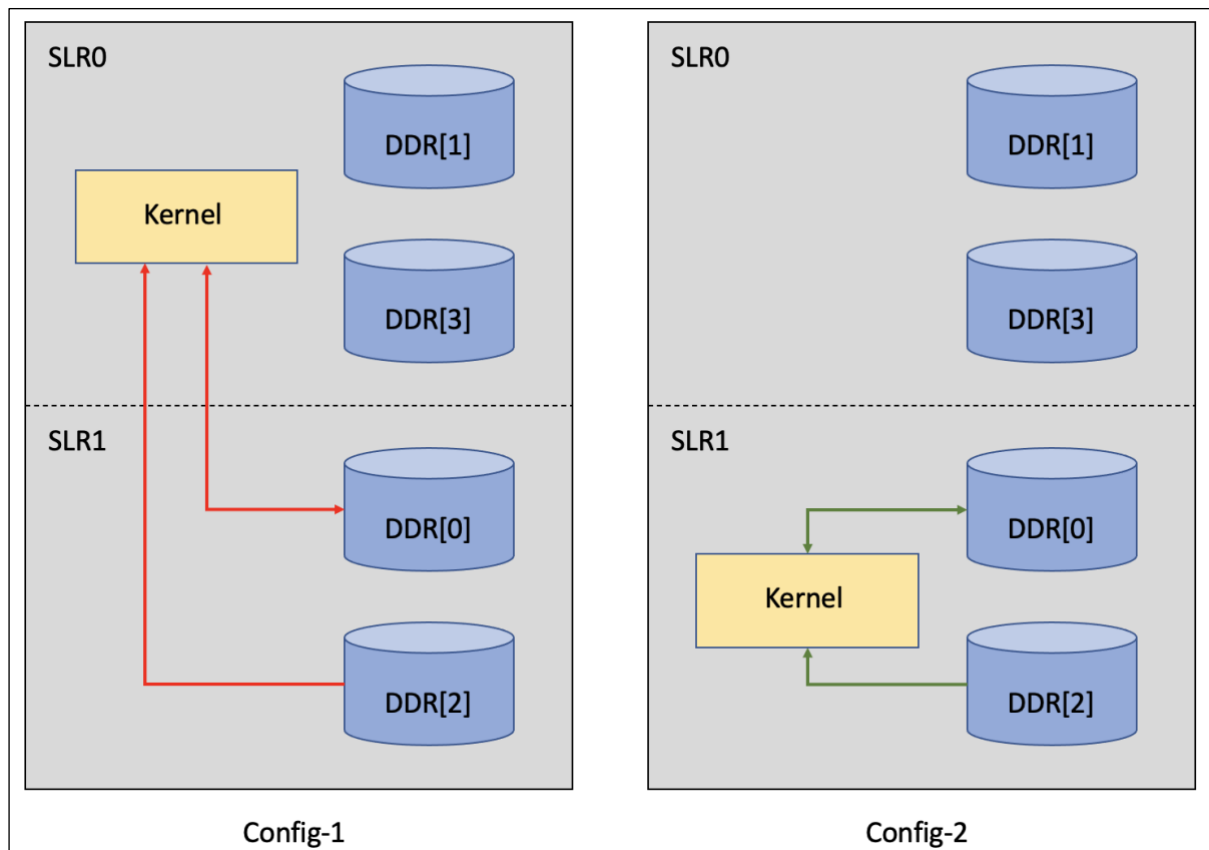 SLR0
DDR[1]
Kernel
DDR[3]
SLR1
DDR[0]
DDR[2]
Config-1
SLR0
DDR[1]
DDR[3]
SLR1
DDR[0]
Kernel
DDR[2]
Config-2